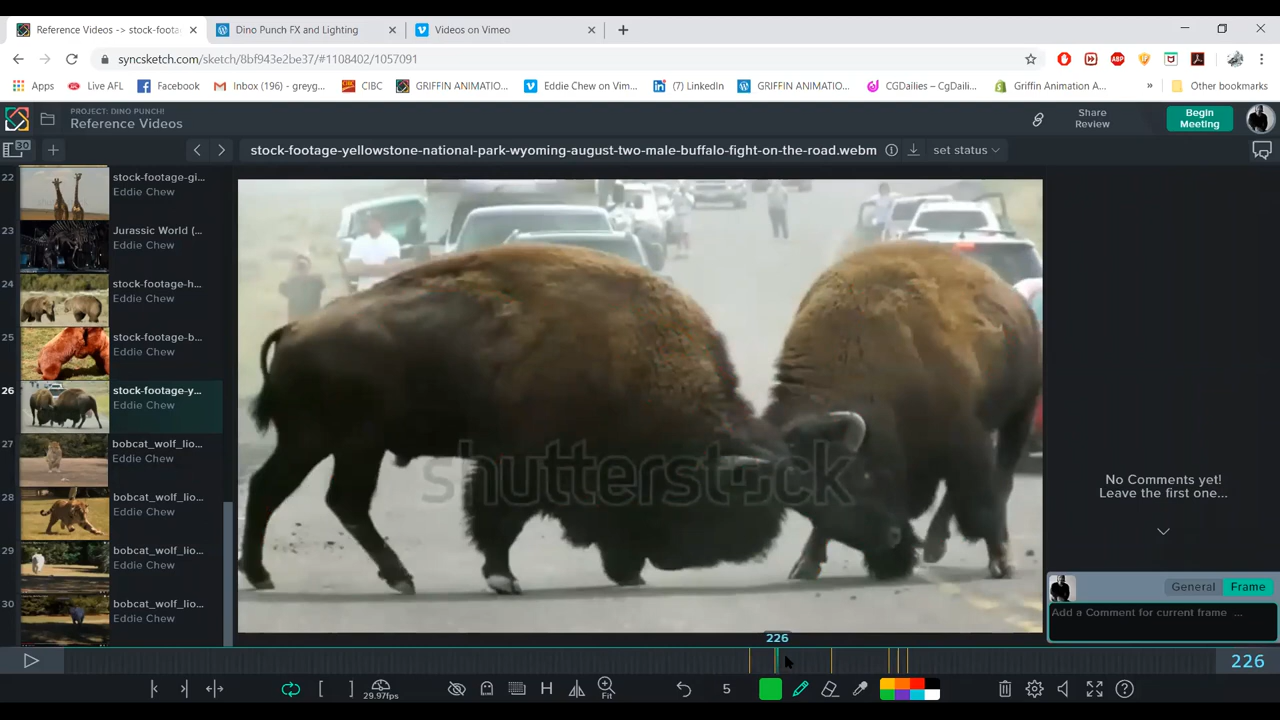 Reference Videos -> stock-foota
Dino Punch FX and Lighting
Videos on Vimeo
syncsketch.com/sketch/8bf943e2be37/#1108402/1057091
ABP
Apps
Live AFL
Facebook
Inbox (196) - greyg...
CIBC
GRIFFIN ANIMATIO...
Eddie Chew on Vim...
(7) LinkedIn
GRIFFIN ANIMATIO...
CGDailies – CgDaili...
Griffin Animation A...
»
Other bookmarks
PROJECT: DINO PUNCH!
Reference Videos
Share Review
Begin Meeting
30
stock-footage-yellowstone-national-park-wyoming-august-two-male-buffalo-fight-on-the-road.webm
set status
22
stock-footage-gi...
Eddie Chew
23
Jurassic World (...
Eddie Chew
24
stock-footage-h...
Eddie Chew
25
stock-footage-b...
Eddie Chew
26
stock-footage-y...
Eddie Chew
27
bobcat_wolf_lio...
Eddie Chew
28
bobcat_wolf_lio...
Eddie Chew
29
bobcat_wolf_lio...
Eddie Chew
30
bobcat_wolf_lio...
Eddie Chew
shutterstock
No Comments yet!
Leave the first one...
General
Frame
Add a Comment for current frame ...
226
226
29.97fps
H
Fit
5